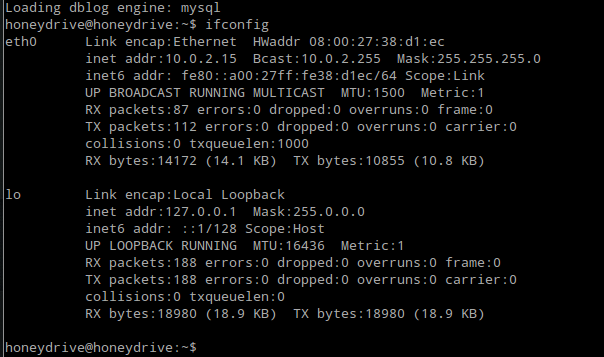 Loading dblog engine: mysql
honeydrive@honeydrive:~$ ifconfig
eth0      Link encap:Ethernet  HWaddr 08:00:27:38:d1:ec
          inet addr:10.0.2.15  Bcast:10.0.2.255  Mask:255.255.255.0
          inet6 addr: fe80::a00:27ff:fe38:d1ec/64 Scope:Link
          UP BROADCAST RUNNING MULTICAST  MTU:1500  Metric:1
          RX packets:87 errors:0 dropped:0 overruns:0 frame:0
          TX packets:112 errors:0 dropped:0 overruns:0 carrier:0
          collisions:0 txqueuelen:1000
          RX bytes:14172 (14.1 KB)  TX bytes:10855 (10.8 KB)

lo        Link encap:Local Loopback
          inet addr:127.0.0.1  Mask:255.0.0.0
          inet6 addr: ::1/128 Scope:Host
          UP LOOPBACK RUNNING  MTU:16436  Metric:1
          RX packets:188 errors:0 dropped:0 overruns:0 frame:0
          TX packets:188 errors:0 dropped:0 overruns:0 carrier:0
          collisions:0 txqueuelen:0
          RX bytes:18980 (18.9 KB)  TX bytes:18980 (18.9 KB)

honeydrive@honeydrive:~$